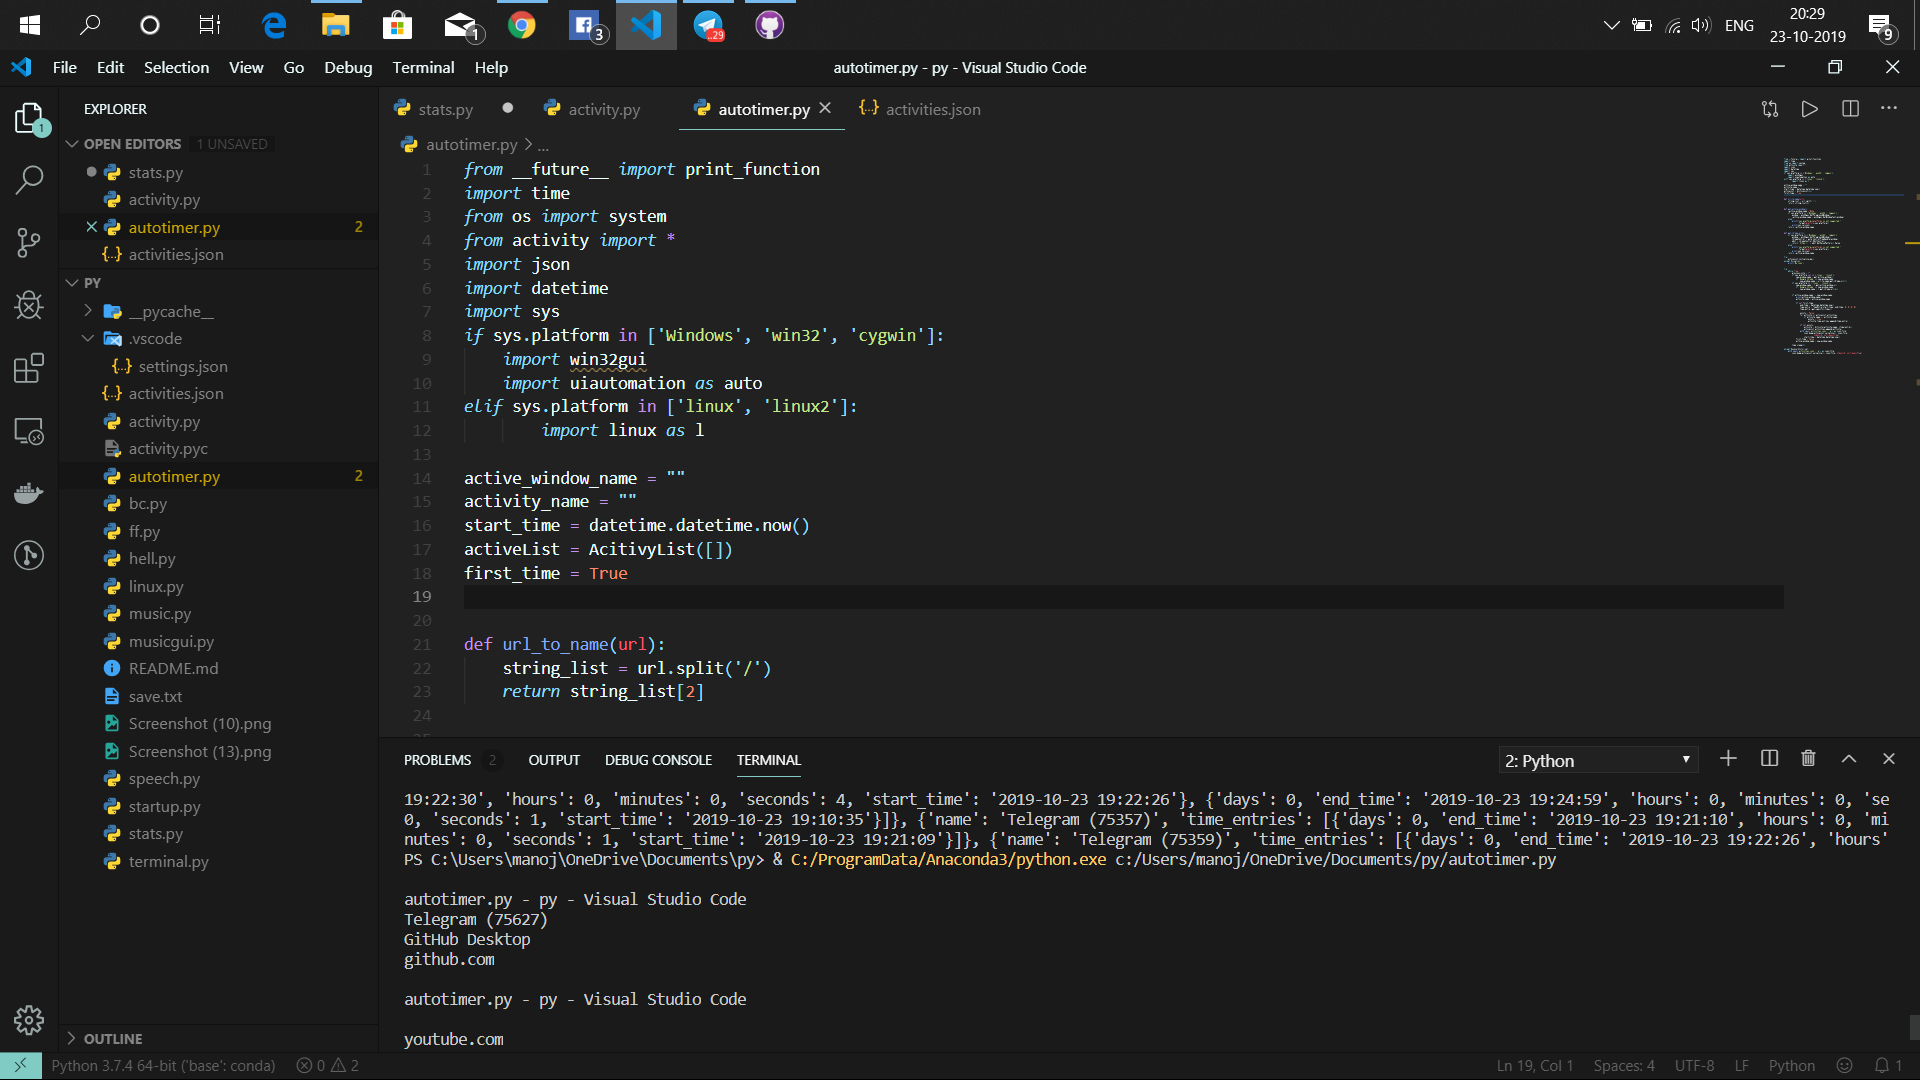 1
3
..29
ENG
20:29
23-10-2019
9
File Edit Selection View Go Debug Terminal Help
autotimer.py - py - Visual Studio Code
1
EXPLORER
OPEN EDITORS 1 UNSAVED
stats.py
activity.py
autotimer.py 2
activities.json
PY
__pycache__
.vscode
settings.json
activities.json
activity.py
activity.pyc
autotimer.py 2
bc.py
ff.py
hell.py
linux.py
music.py
musicgui.py
README.md
save.txt
Screenshot (10).png
Screenshot (13).png
speech.py
startup.py
stats.py
terminal.py
OUTLINE
stats.py activity.py autotimer.py activities.json
autotimer.py > ...
1 from __future__ import print_function
2 import time
3 from os import system
4 from activity import *
5 import json
6 import datetime
7 import sys
8 if sys.platform in ['Windows', 'win32', 'cygwin']:
9 import win32gui
10 import uiautomation as auto
11 elif sys.platform in ['linux', 'linux2']:
12 import linux as l
13
14 active_window_name = ""
15 activity_name = ""
16 start_time = datetime.datetime.now()
17 activeList = AcitivyList([])
18 first_time = True
19
20
21 def url_to_name(url):
22 string_list = url.split('/')
23 return string_list[2]
24
PROBLEMS 2 OUTPUT DEBUG CONSOLE TERMINAL
2: Python
19:22:30', 'hours': 0, 'minutes': 0, 'seconds': 4, 'start_time': '2019-10-23 19:22:26'}, {'days': 0, 'end_time': '2019-10-23 19:24:59', 'hours': 0, 'minutes': 0, 'se
0, 'seconds': 1, 'start_time': '2019-10-23 19:10:35'}]}, {'name': 'Telegram (75357)', 'time_entries': [{'days': 0, 'end_time': '2019-10-23 19:21:10', 'hours': 0, 'mi
nutes': 0, 'seconds': 1, 'start_time': '2019-10-23 19:21:09'}]}, {'name': 'Telegram (75359)', 'time_entries': [{'days': 0, 'end_time': '2019-10-23 19:22:26', 'hours'
PS C:\Users\manoj\OneDrive\Documents\py> & C:/ProgramData/Anaconda3/python.exe c:/Users/manoj/OneDrive/Documents/py/autotimer.py
autotimer.py - py - Visual Studio Code
Telegram (75627)
GitHub Desktop
github.com
autotimer.py - py - Visual Studio Code
youtube.com
Python 3.7.4 64-bit ('base': conda) 0 2
Ln 19, Col 1 Spaces: 4 UTF-8 LF Python 1